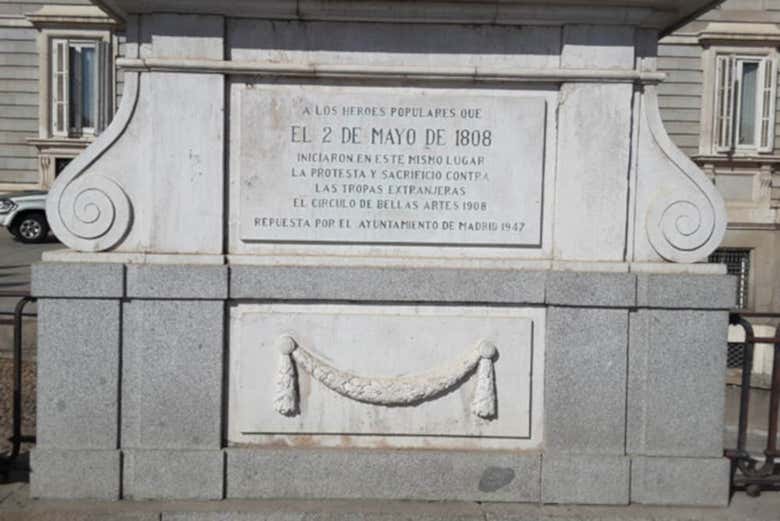 A LOS HEROES POPULARES QUE
EL 2 DE MAYO DE 1808
INICIARON EN ESTE MISMO LUGAR
LA PROTESTA Y SACRIFICIO CONTRA
LAS TROPAS EXTRANJERAS
EL CIRCULO DE BELLAS ARTES 1908
REPUESTA POR EL AYUNTAMIENTO DE MADRID 1947